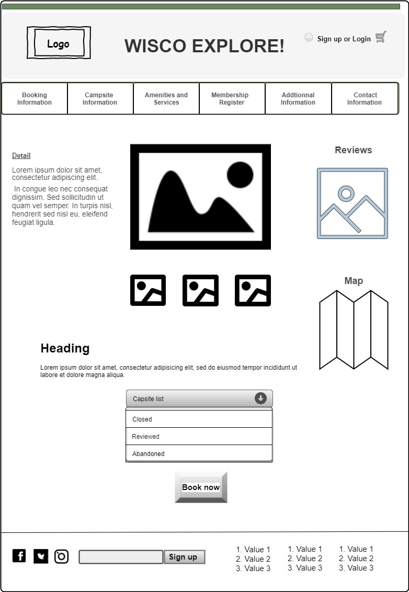 Logo
WISCO EXPLORE!
Sign up or Login
Booking
Information
Campsite
Information
Amenities and
Services
Membership
Register
Addtionnal
Information
Contact
Information
Detail
Lorem ipsum dolor sit amet,
consectetur adipiscing elit.
In congue leo nec consequat
dignissim. Sed sollicitudin ut
quam vel semper. In turpis nisl,
hendrerit sed nisl eu, eleifend
feugiat ligula.
Reviews
Map
Heading
Lorem ipsum dolor sit amet, consectetur adipisicing elit, sed do eiusmod tempor incididunt ut
labore et dolore magna aliqua.
Capsite list
Closed
Reviewed
Abandoned
Book now
Sign up
1. Value 1
2. Value 2
3. Value 3
1. Value 1
2. Value 2
3. Value 3
1. Value 1
2. Value 2
3. Value 3